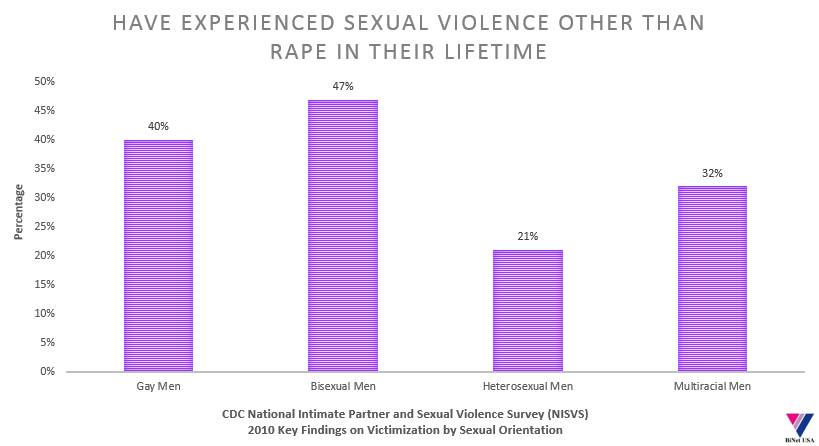 HAVE EXPERIENCED SEXUAL VIOLENCE OTHER THAN
RAPE IN THEIR LIFETIME
Percentage
50%
45%
40%
35%
30%
25%
20%
15%
10%
5%
0%
40%
47%
21%
32%
Gay Men
Bisexual Men
Heterosexual Men
Multiracial Men
CDC National Intimate Partner and Sexual Violence Survey (NISVS)
2010 Key Findings on Victimization by Sexual Orientation
BiNet USA